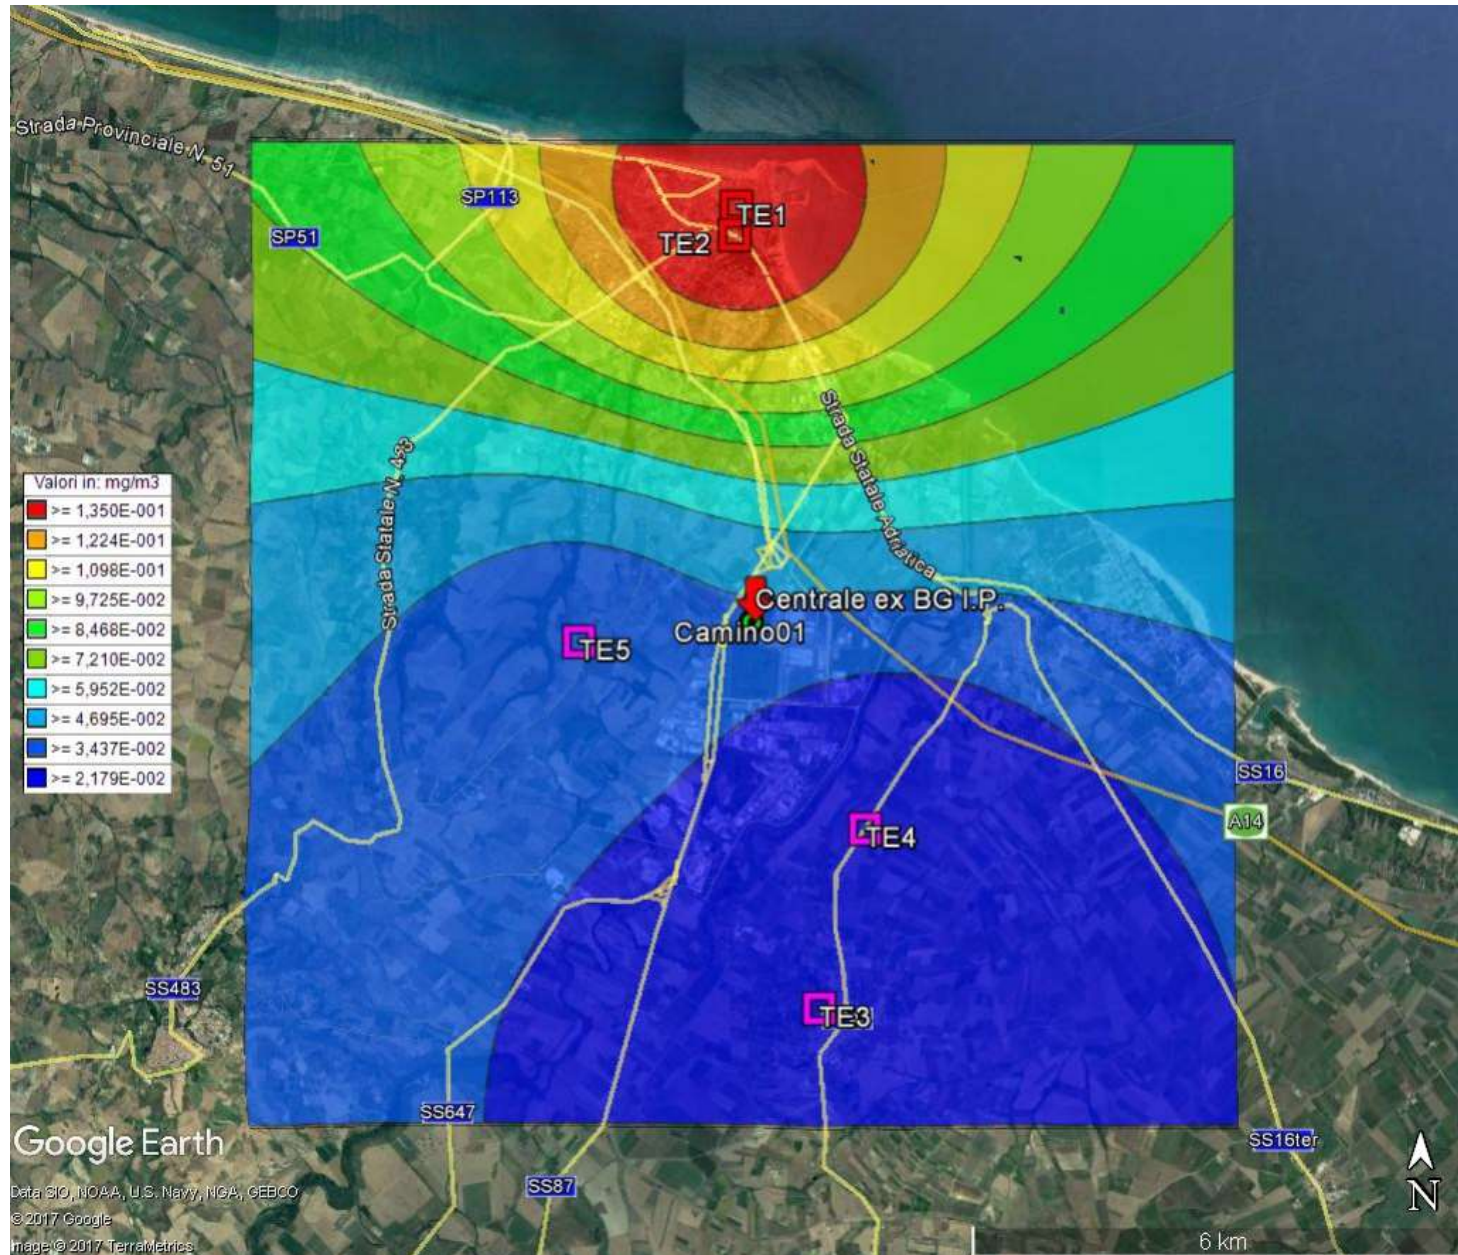 Strada Provinciale N. 51
SP113
SP51
TE1
TE2
Strada Statale N. 483
Strada Statale Adriatica
Valori in: mg/m3
>= 1,350E-001
>= 1,224E-001
>= 1,098E-001
>= 9,725E-002
>= 8,468E-002
>= 7,210E-002
>= 5,952E-002
>= 4,695E-002
>= 3,437E-002
>= 2,179E-002
Centrale ex BG I.P.
Camino01
TE5
SS16
A14
TE4
SS483
TE3
SS647
SS16ter
Google Earth
SS87
Data SIO, NOAA, U.S. Navy, NGA, GEBCO
© 2017 Google
Image © 2017 TerraMetrics
N
6 km